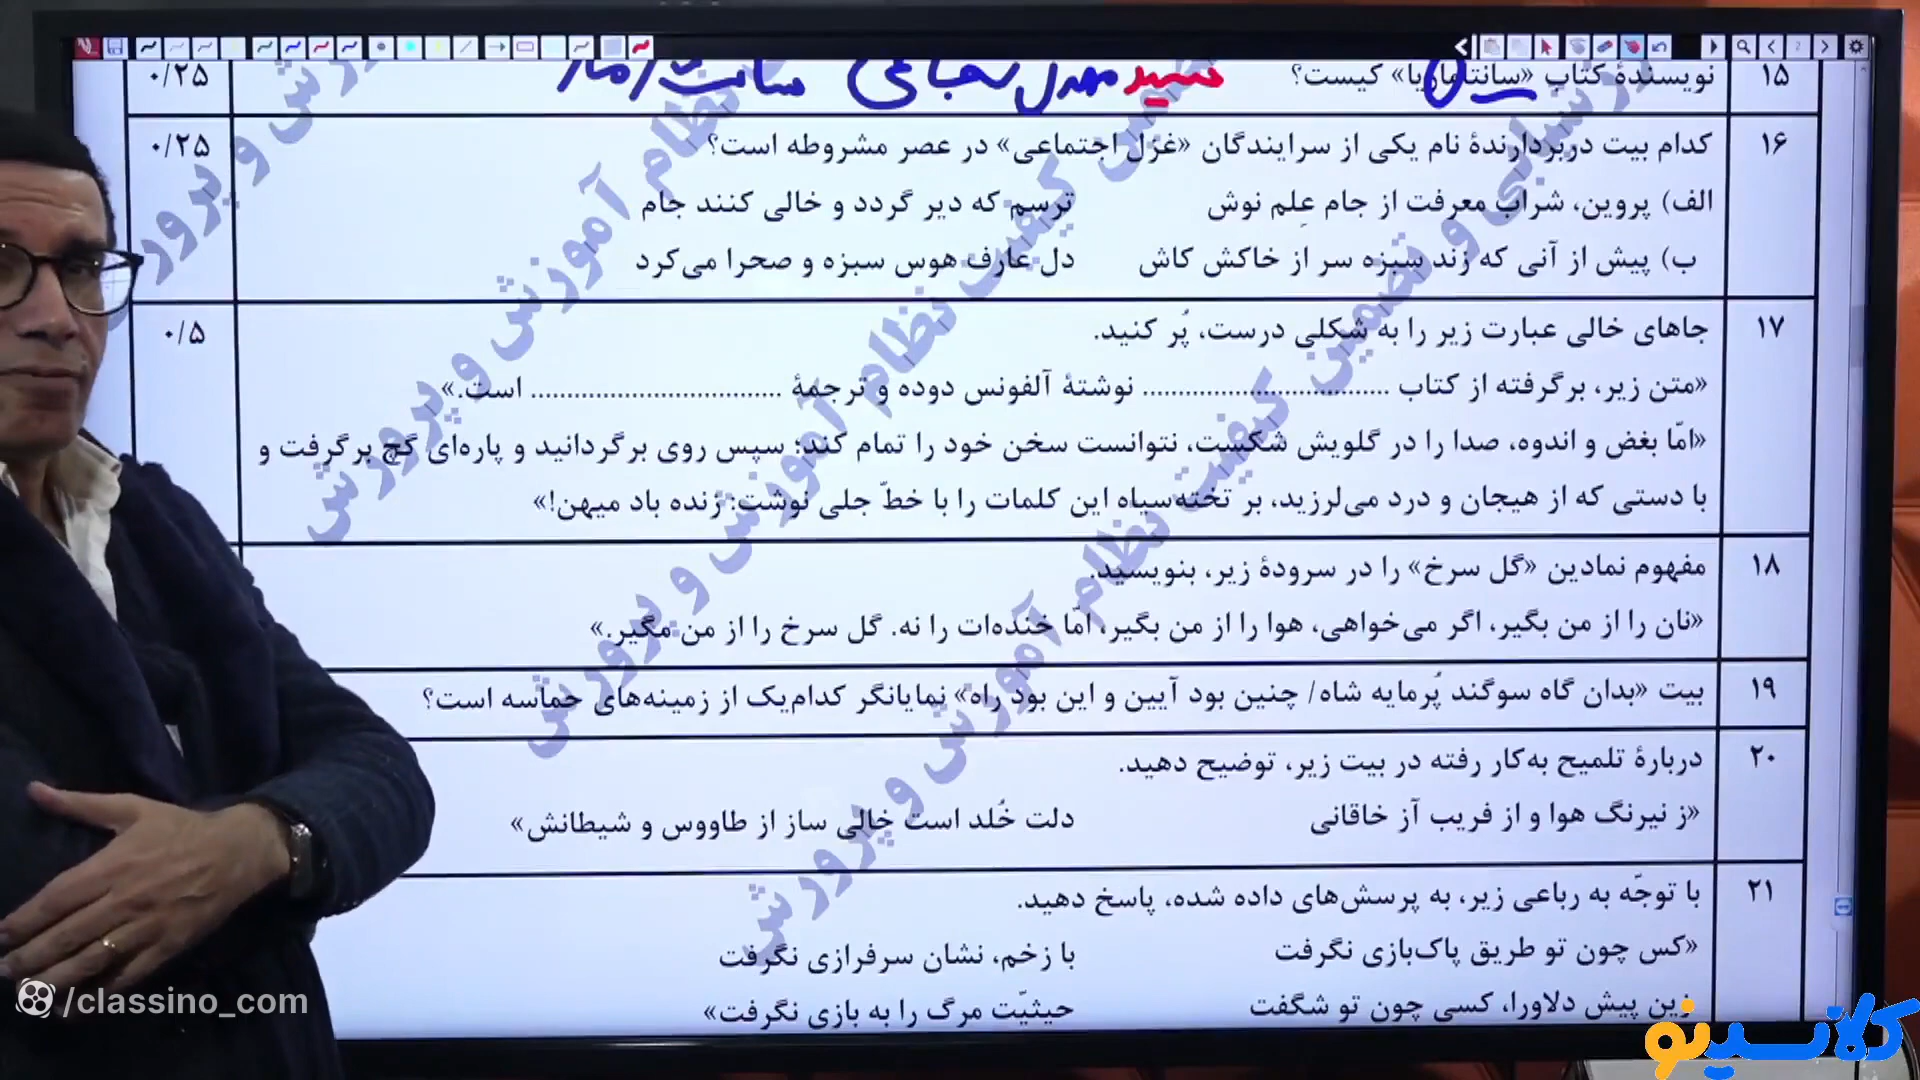 ۱۵ نویسندهٔ کتاب «سانتاماریا» کیست؟ ۰/۲۵
سید مهدی شجاعی
۱۶ کدام بیت دربردارندهٔ نام یکی از سرایندگان «غزل اجتماعی» در عصر مشروطه است؟ ۰/۲۵
الف) پروین، شراب معرفت از جام عِلم نوش ترسم که دیر گردد و خالی کنند جام
ب) پیش از آنی که زند سبزه سر از خاکش کاش دل عارف هوس سبزه و صحرا می‌کرد
۱۷ جاهای خالی عبارت زیر را به شکلی درست، پُر کنید. ۰/۵
«متن زیر، برگرفته از کتاب ................................ نوشتهٔ آلفونس دوده و ترجمهٔ ................................ است.»
«امّا بغض و اندوه، صدا را در گلویش شکست، نتوانست سخن خود را تمام کند؛ سپس روی برگردانید و پاره‌ای گچ برگرفت و
با دستی که از هیجان و درد می‌لرزید، بر تخته‌سیاه این کلمات را با خطّ جلی نوشت: زنده باد میهن!»
۱۸ مفهوم نمادین «گل سرخ» را در سرودهٔ زیر، بنویسید.
«نان را از من بگیر، اگر می‌خواهی، هوا را از من بگیر، امّا خنده‌ات را نه. گل سرخ را از من مگیر.»
۱۹ بیت «بدان گاه سوگند پُرمایه شاه/ چنین بود آیین و این بود راه» نمایانگر کدام‌یک از زمینه‌های حماسه است؟
۲۰ دربارهٔ تلمیح به‌کار رفته در بیت زیر، توضیح دهید.
«ز نیرنگ هوا و از فریب آز خاقانی دلت خُلد است خالی ساز از طاووس و شیطانش»
۲۱ با توجّه به رباعی زیر، به پرسش‌های داده شده، پاسخ دهید.
«کس چون تو طریق پاک‌بازی نگرفت با زخم، نشان سرفرازی نگرفت
زین پیش دلاورا، کسی چون تو شگفت حیثیّت مرگ را به بازی نگرفت»
/classino_com
کلاسینو